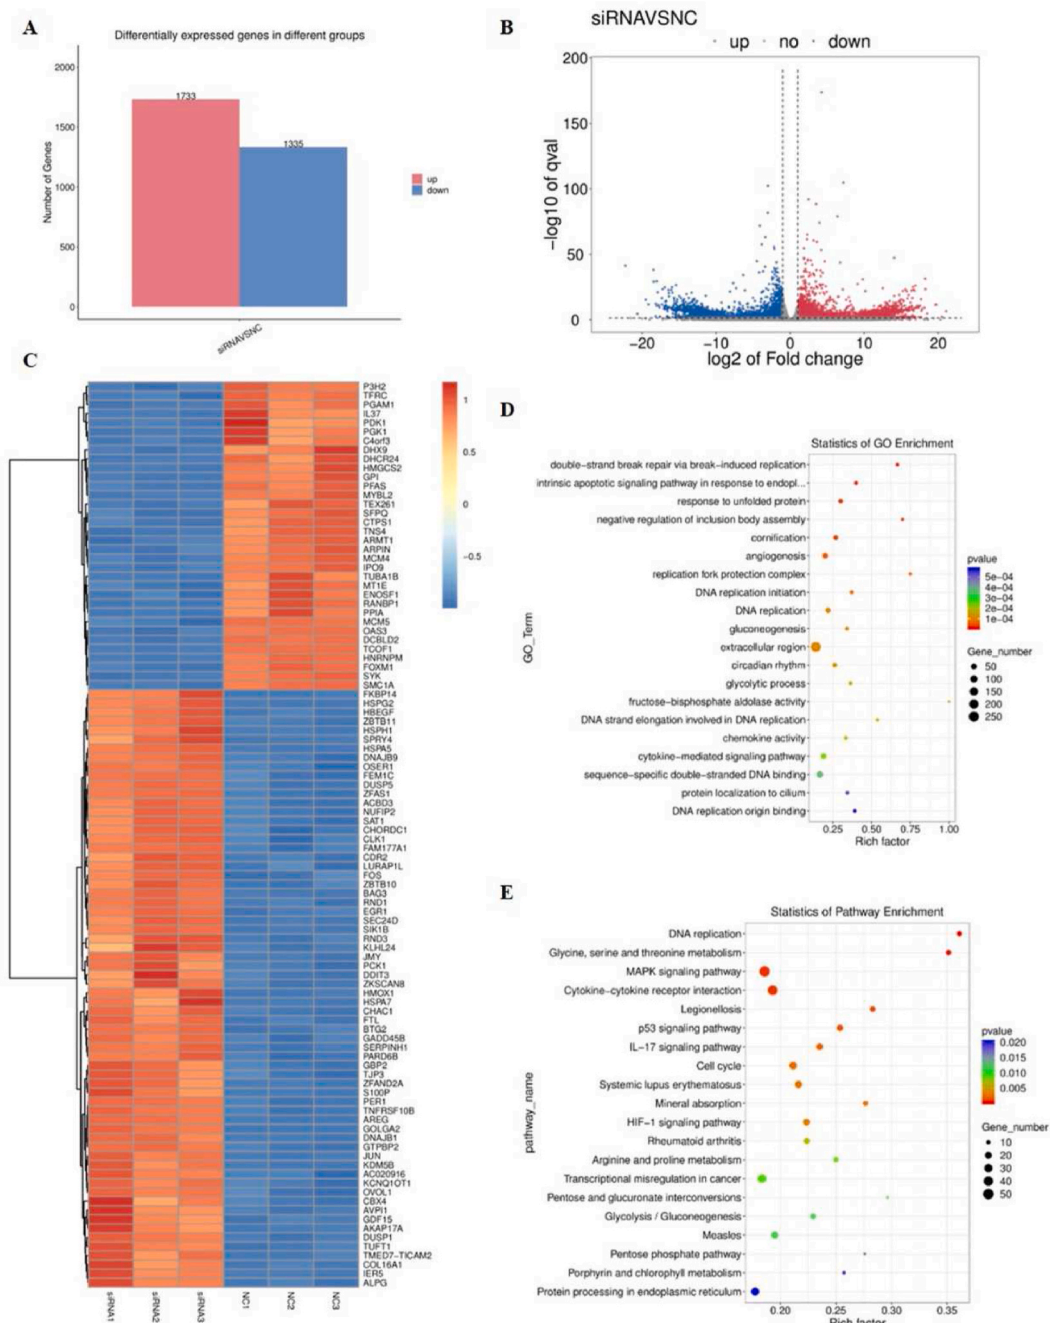 A
Differentially expressed genes in different groups
Number of Genes
2000
1500
1000
500
0
1733
1335
siRNAVSNC
up
down
B
siRNAVSNC
up no down
−log10 of qval
200
150
100
50
0
−20 −10 0 10 20
log2 of Fold change
C
P3H2
TFRC
PGAM1
IL37
PDK1
PGK1
C4orf3
DHX9
DHCR24
HMGCS2
GPI
PFAS
MYBL2
TEX261
SFPQ
CTPS1
TNS4
ARMT1
ARPIN
MCM4
IPO9
TUBA1B
MT1E
ENOSF1
RANBP1
PPIA
MCM5
OAS3
DCBLD2
TCOF1
HNRNPM
FOXM1
SYK
SMC1A
FKBP14
HSPG2
HBEGF
ZBTB11
HSPH1
SPRY4
HSPA5
DNAJB9
OSER1
FEM1C
DUSP5
ZFAS1
ACBD3
NUFIP2
SAT1
CHORDC1
CLK1
FAM177A1
CDR2
LURAP1L
FOS
ZBTB10
BAG3
RND1
EGR1
SEC24D
SIK1B
RND3
KLHL24
JMY
PCK1
DDIT3
ZKSCAN8
HMOX1
HSPA7
CHAC1
FTL
BTG2
GADD45B
SERPINH1
PARD6B
GBP2
TJP3
ZFAND2A
S100P
PER1
TNFRSF10B
AREG
GOLGA2
DNAJB1
GTPBP2
JUN
KDM5B
AC020916
KCNQ1OT1
OVOL1
CBX4
AVPI1
GDF15
AKAP17A
DUSP1
TUFT1
TMED7−TICAM2
COL16A1
IER5
ALPG
siRNA1 siRNA2 siRNA3 NC1 NC2 NC3
1
0.5
0
−0.5
D
Statistics of GO Enrichment
GO_Term
double−strand break repair via break−induced replication
intrinsic apoptotic signaling pathway in response to endopl...
response to unfolded protein
negative regulation of inclusion body assembly
cornification
angiogenesis
replication fork protection complex
DNA replication initiation
DNA replication
gluconeogenesis
extracellular region
circadian rhythm
glycolytic process
fructose−bisphosphate aldolase activity
DNA strand elongation involved in DNA replication
chemokine activity
cytokine−mediated signaling pathway
sequence−specific double−stranded DNA binding
protein localization to cilium
DNA replication origin binding
0.25 0.50 0.75 1.00
Rich factor
pvalue
5e−04
4e−04
3e−04
2e−04
1e−04
Gene_number
50
100
150
200
250
E
Statistics of Pathway Enrichment
pathway_name
DNA replication
Glycine, serine and threonine metabolism
MAPK signaling pathway
Cytokine−cytokine receptor interaction
Legionellosis
p53 signaling pathway
IL−17 signaling pathway
Cell cycle
Systemic lupus erythematosus
Mineral absorption
HIF−1 signaling pathway
Rheumatoid arthritis
Arginine and proline metabolism
Transcriptional misregulation in cancer
Pentose and glucuronate interconversions
Glycolysis / Gluconeogenesis
Measles
Pentose phosphate pathway
Porphyrin and chlorophyll metabolism
Protein processing in endoplasmic reticulum
0.20 0.25 0.30 0.35
Rich factor
pvalue
0.020
0.015
0.010
0.005
Gene_number
10
20
30
40
50